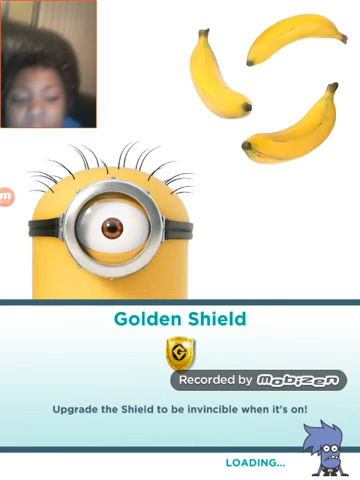 Golden Shield
Recorded by mobizen
Upgrade the Shield to be invincible when it's on!
LOADING...